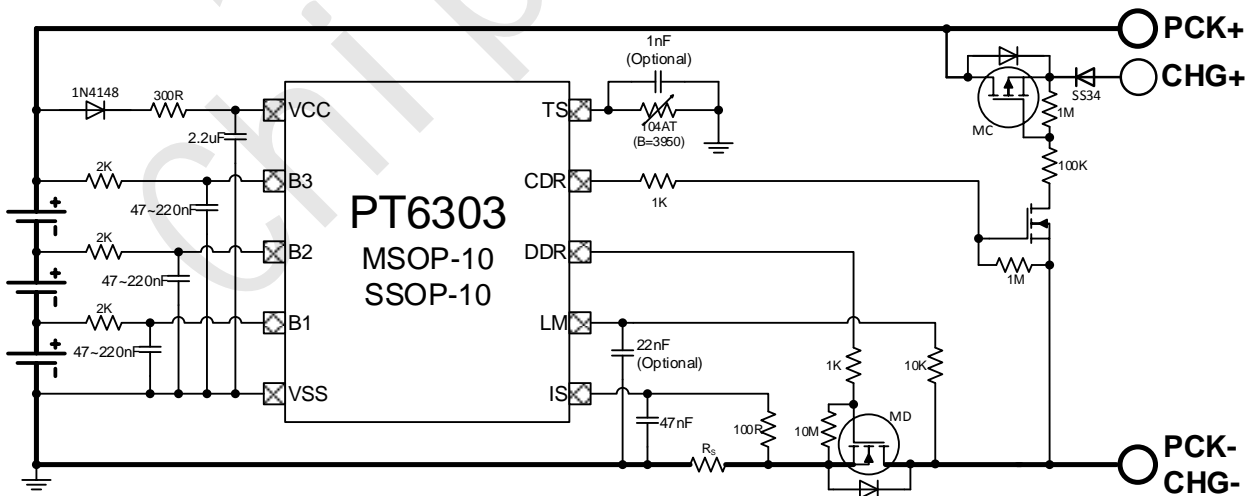 PCK+
1nF
(Optional)
CHG+
1N4148
300R
VCC
TS
SS34
1M
2.2uF
104AT
(B=3950)
MC
2K
B3
CDR
100K
47~220nF
PT6303
1K
MSOP-10
2K
B2
DDR
SSOP-10
1M
47~220nF
2K
B1
LM
22nF
(Optional)
47~220nF
1K
10K
VSS
IS
47nF
100R
10M
MD
Rs
PCK-
CHG-
chip